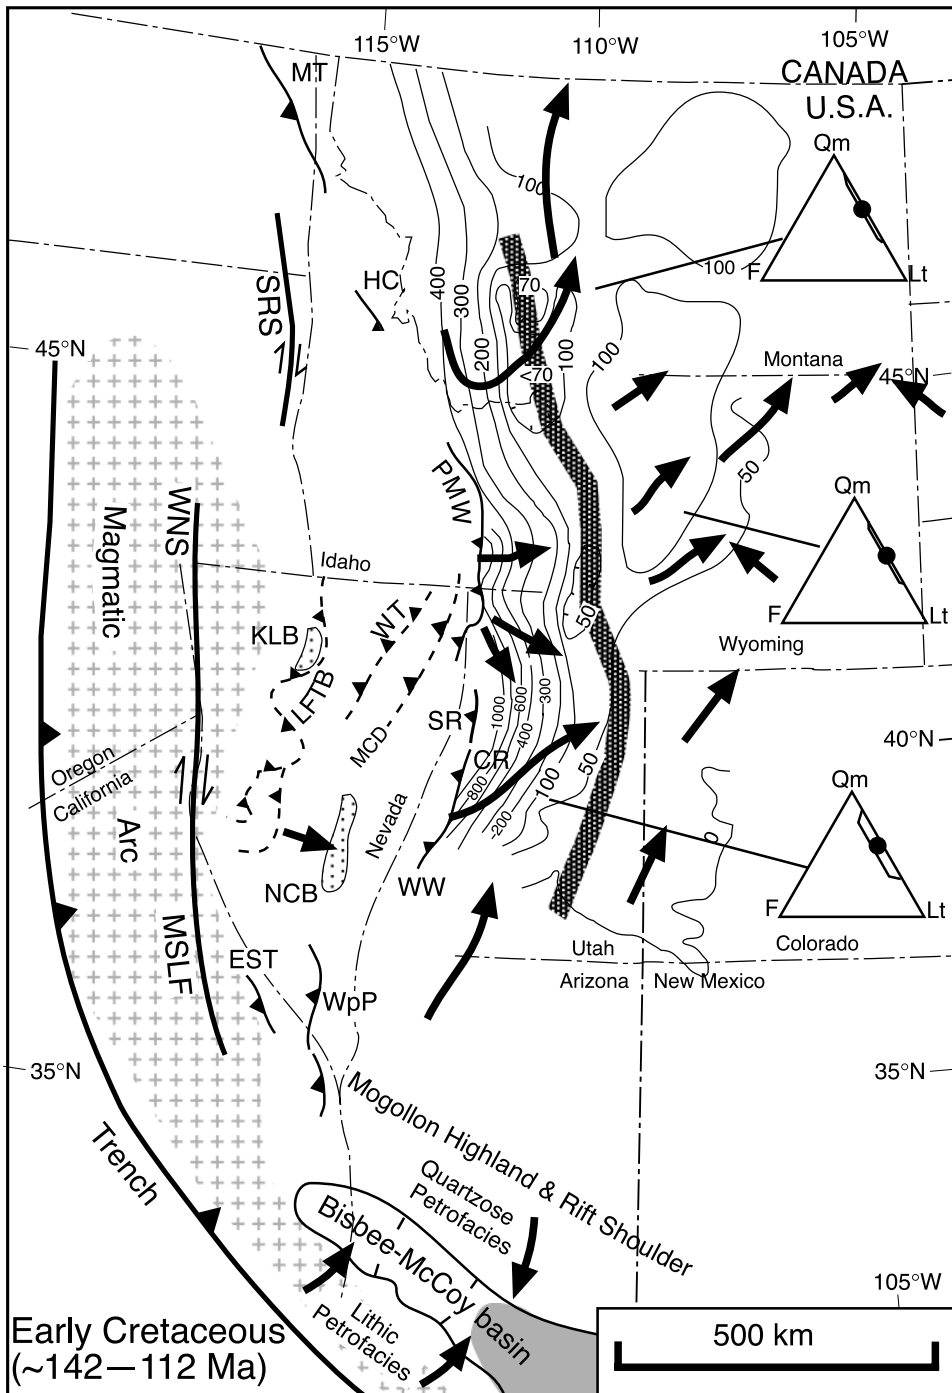 115°W
110°W
105°W
CANADA
U.S.A.
MT
Qm
F
Lt
100
100
HC
SRS
400
300
200
70
<70
100
100
45°N
Montana
45°N
50
PMW
WNS
Magmatic
Qm
F
Lt
Idaho
WT
KLB
LFTB
MCD
50
Wyoming
SR
CR
1000
600
300
400
800
200
100
50
40°N
Oregon
California
Arc
Nevada
NCB
WW
Qm
F
Lt
0
MSLF
EST
WpP
Utah
Colorado
Arizona
New Mexico
35°N
35°N
Trench
Mogollon Highland & Rift Shoulder
Quartzose
Petrofacies
Bisbee-McCoy basin
Lithic
Petrofacies
105°W
Early Cretaceous
(~142—112 Ma)
500 km